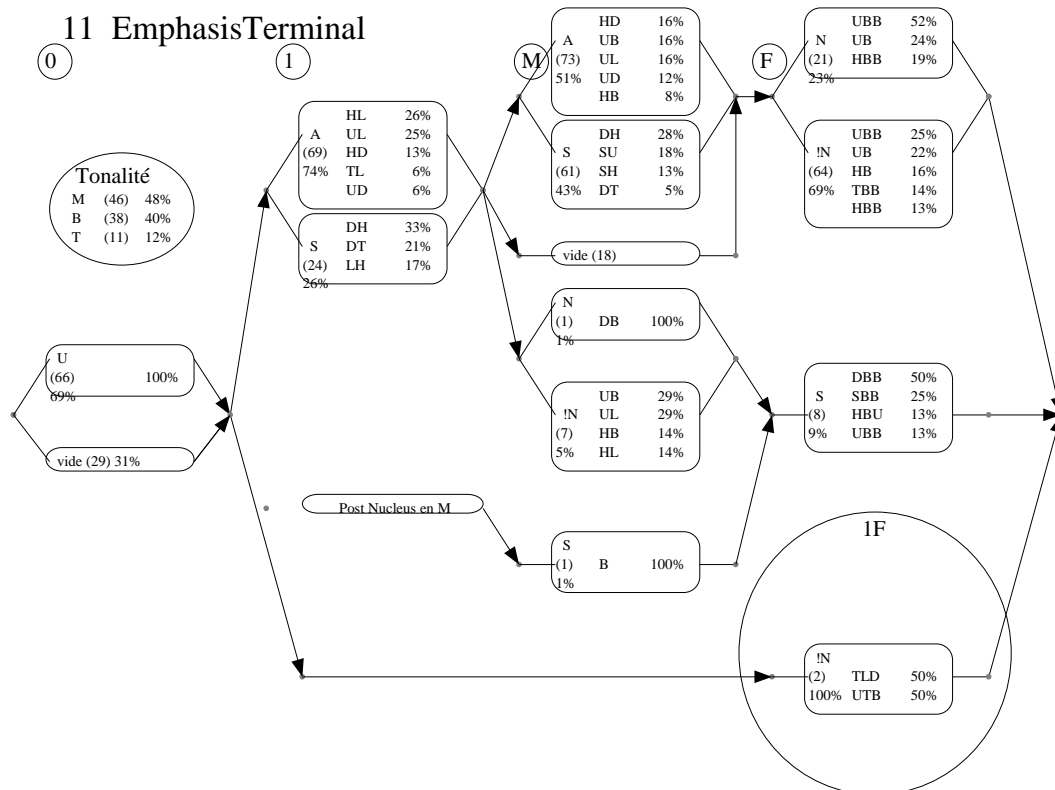 11 EmphasisTerminal
0
1
M
F
Tonalité
M (46) 48%
B (38) 40%
T (11) 12%
U
(66) 100%
69%
vide (29) 31%
HL 26%
A UL 25%
(69) HD 13%
74% TL 6%
UD 6%
DH 33%
S DT 21%
(24) LH 17%
26%
Post Nucleus en M
HD 16%
A UB 16%
(73) UL 16%
51% UD 12%
HB 8%
DH 28%
S SU 18%
(61) SH 13%
43% DT 5%
vide (18)
N
(1) DB 100%
1%
UB 29%
!N UL 29%
(7) HB 14%
5% HL 14%
S
(1) B 100%
1%
UBB 52%
N UB 24%
(21) HBB 19%
23%
UBB 25%
!N UB 22%
(64) HB 16%
69% TBB 14%
HBB 13%
DBB 50%
S SBB 25%
(8) HBU 13%
9% UBB 13%
1F
!N
(2) TLD 50%
100% UTB 50%